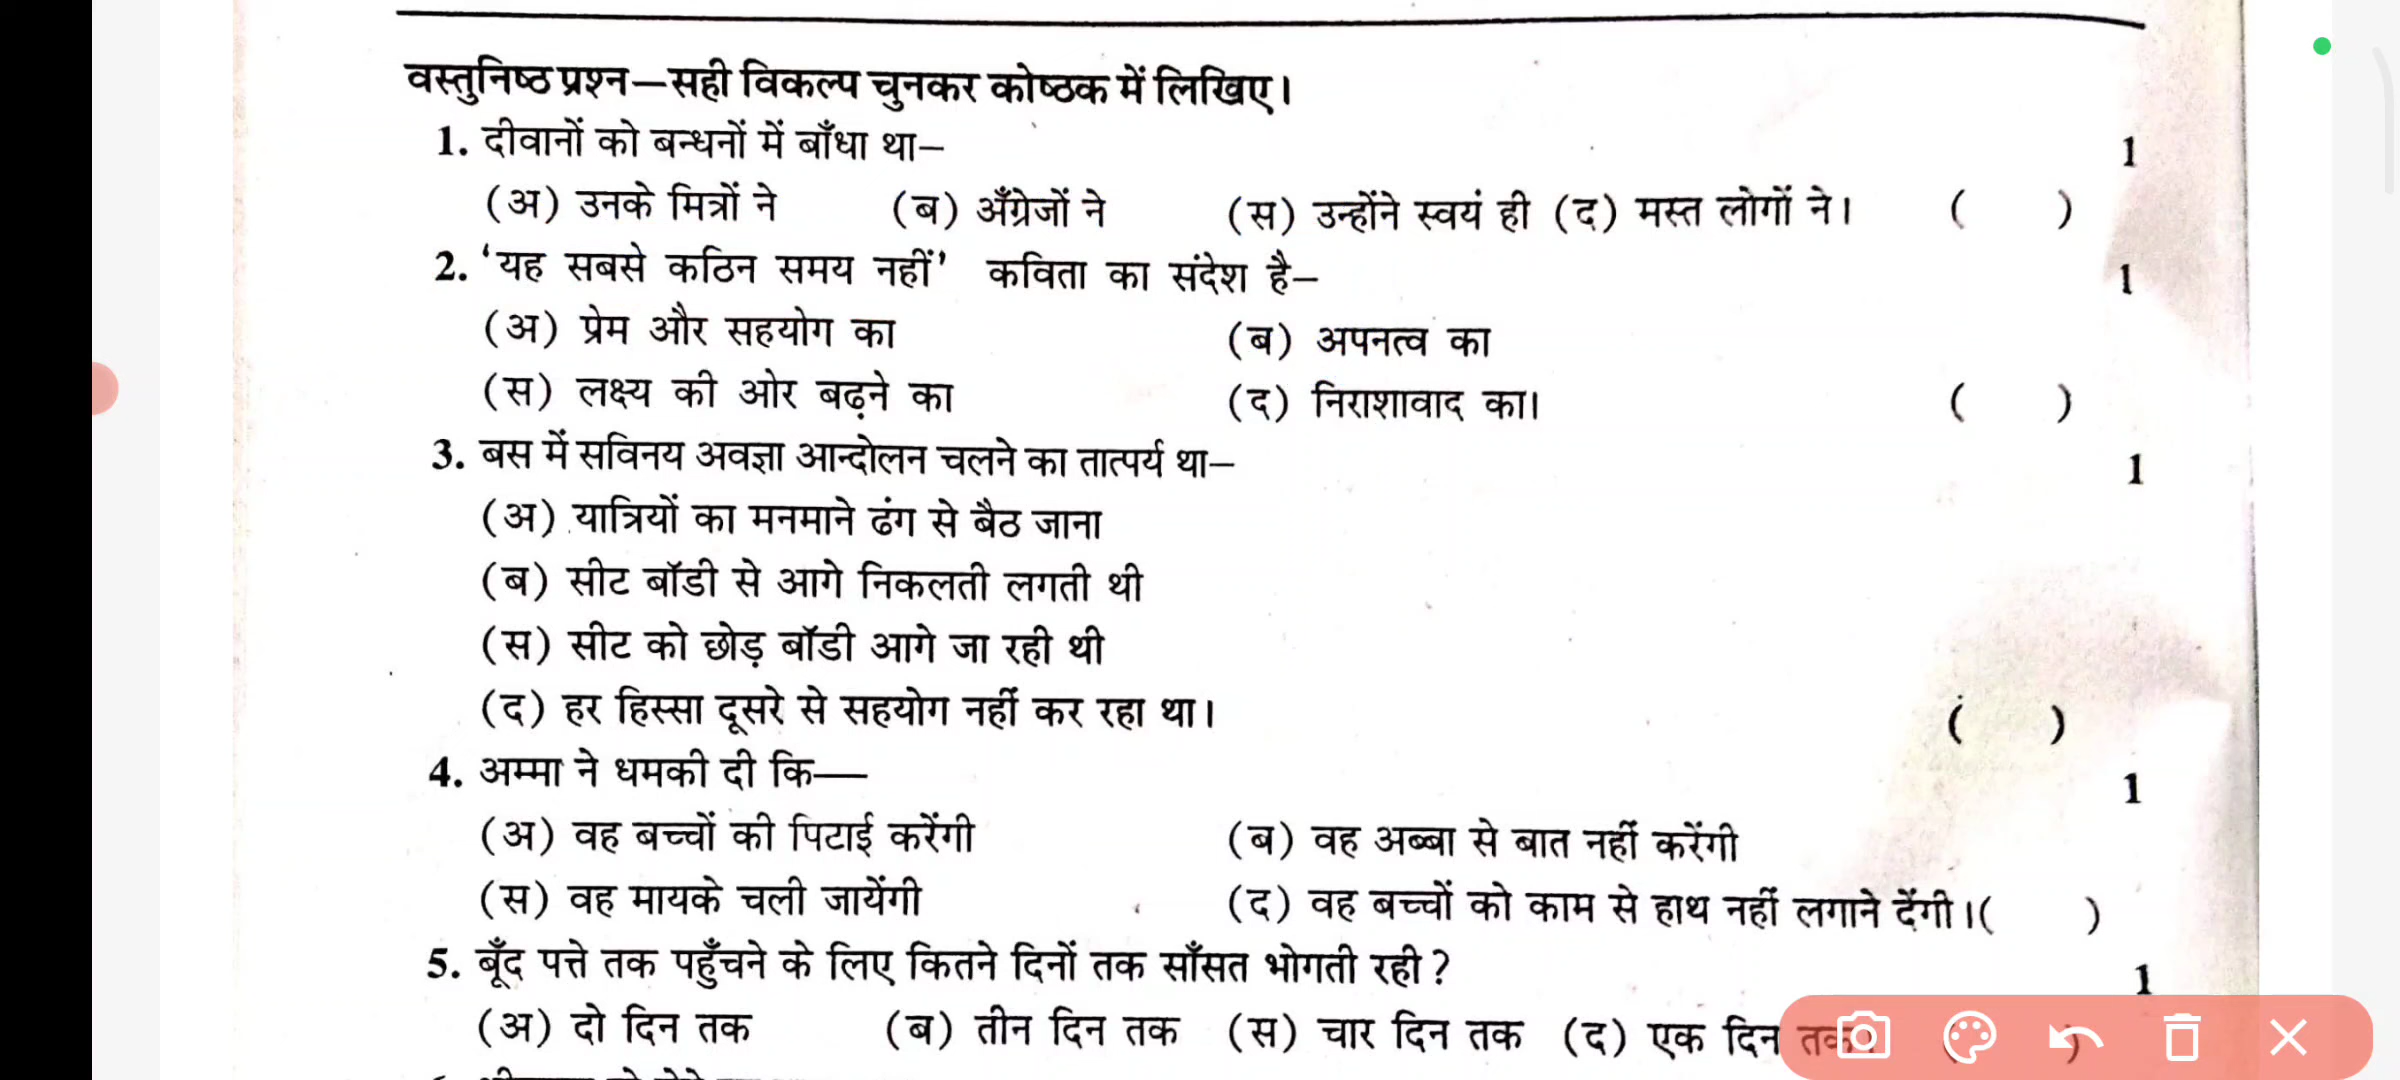 वस्तुनिष्ठ प्रश्न—सही विकल्प चुनकर कोष्ठक में लिखिए।
1. दीवानों को बन्धनों में बाँधा था— 1
(अ) उनके मित्रों ने (ब) अँग्रेजों ने (स) उन्होंने स्वयं ही (द) मस्त लोगों ने। ( )
2. 'यह सबसे कठिन समय नहीं' कविता का संदेश है— 1
(अ) प्रेम और सहयोग का (ब) अपनत्व का
(स) लक्ष्य की ओर बढ़ने का (द) निराशावाद का। ( )
3. बस में सविनय अवज्ञा आन्दोलन चलने का तात्पर्य था— 1
(अ) यात्रियों का मनमाने ढंग से बैठ जाना
(ब) सीट बॉडी से आगे निकलती लगती थी
(स) सीट को छोड़ बॉडी आगे जा रही थी
(द) हर हिस्सा दूसरे से सहयोग नहीं कर रहा था। ( )
4. अम्मा ने धमकी दी कि— 1
(अ) वह बच्चों की पिटाई करेंगी (ब) वह अब्बा से बात नहीं करेंगी
(स) वह मायके चली जायेंगी (द) वह बच्चों को काम से हाथ नहीं लगाने देंगी। ( )
5. बूँद पत्ते तक पहुँचने के लिए कितने दिनों तक साँसत भोगती रही? 1
(अ) दो दिन तक (ब) तीन दिन तक (स) चार दिन तक (द) एक दिन तक। ( )